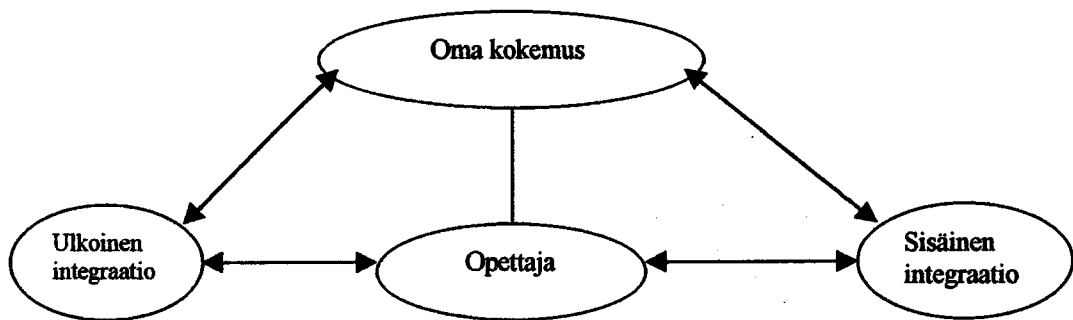 Oma kokemus
Ulkoinen
integraatio
Opettaja
Sisäinen
integraatio